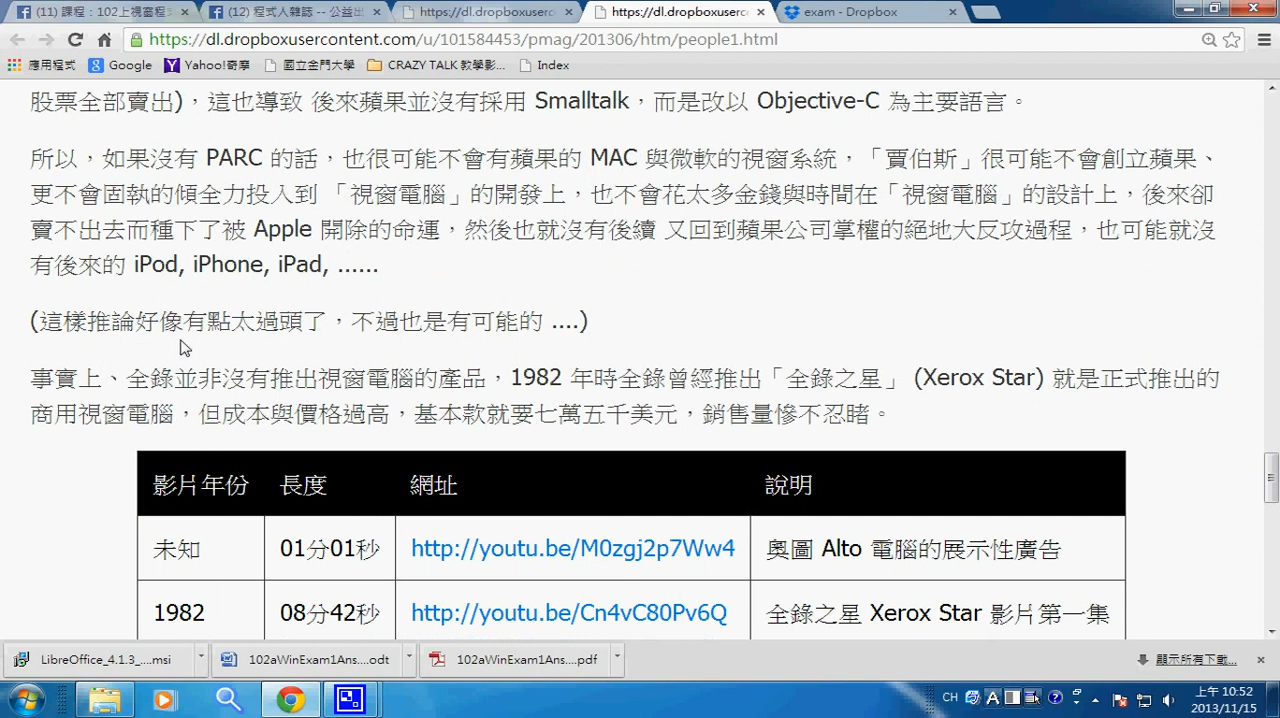 (11) 課程：102上視窗程
(12) 程式人雜誌 -- 公益出
https://dl.dropboxuserco
https://dl.dropboxuserco
exam - Dropbox
https://dl.dropboxusercontent.com/u/101584453/pmag/201306/htm/people1.html
應用程式
Google
Yahoo!奇摩
國立金門大學
CRAZY TALK 教學影...
Index
股票全部賣出)，這也導致 後來蘋果並沒有採用 Smalltalk，而是改以 Objective-C 為主要語言。
所以，如果沒有 PARC 的話，也很可能不會有蘋果的 MAC 與微軟的視窗系統，「賈伯斯」很可能不會創立蘋果、
更不會固執的傾全力投入到 「視窗電腦」的開發上，也不會花太多金錢與時間在「視窗電腦」的設計上，後來卻
賣不出去而種下了被 Apple 開除的命運，然後也就沒有後續 又回到蘋果公司掌權的絕地大反攻過程，也可能就沒
有後來的 iPod, iPhone, iPad, ......
(這樣推論好像有點太過頭了，不過也是有可能的 ....)
事實上、全錄並非沒有推出視窗電腦的產品，1982 年時全錄曾經推出「全錄之星」 (Xerox Star) 就是正式推出的
商用視窗電腦，但成本與價格過高，基本款就要七萬五千美元，銷售量慘不忍睹。
影片年份 長度 網址 說明
未知 01分01秒 http://youtu.be/M0zgj2p7Ww4 奧圖 Alto 電腦的展示性廣告
1982 08分42秒 http://youtu.be/Cn4vC80Pv6Q 全錄之星 Xerox Star 影片第一集
LibreOffice_4.1.3_....msi
102aWinExam1Ans....odt
102aWinExam1Ans....pdf
顯示所有下載...
CH
上午 10:52
2013/11/15